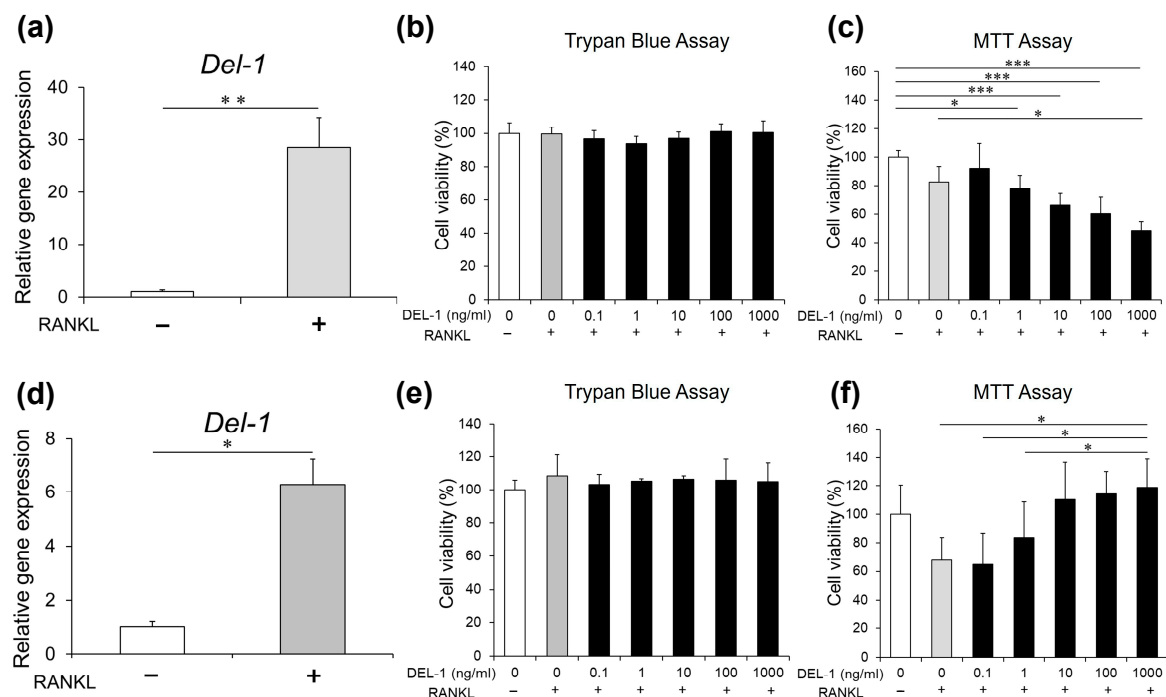 (a)
Del-1
* *
Relative gene expression
40
30
20
10
0
RANKL − +
(b)
Trypan Blue Assay
Cell viability (%)
140
120
100
80
60
40
20
0
DEL-1 (ng/ml) 0 0 0.1 1 10 100 1000
RANKL − + + + + + +
(c)
MTT Assay
***
***
***
*
*
Cell viability (%)
160
140
120
100
80
60
40
20
0
DEL-1 (ng/ml) 0 0 0.1 1 10 100 1000
RANKL − + + + + + +
(d)
Del-1
*
Relative gene expression
8
6
4
2
0
RANKL − +
(e)
Trypan Blue Assay
Cell viability (%)
140
120
100
80
60
40
20
0
DEL-1 (ng/ml) 0 0 0.1 1 10 100 1000
RANKL − + + + + + +
(f)
MTT Assay
*
*
*
Cell viability (%)
160
140
120
100
80
60
40
20
0
DEL-1 (ng/ml) 0 0 0.1 1 10 100 1000
RANKL − + + + + + +